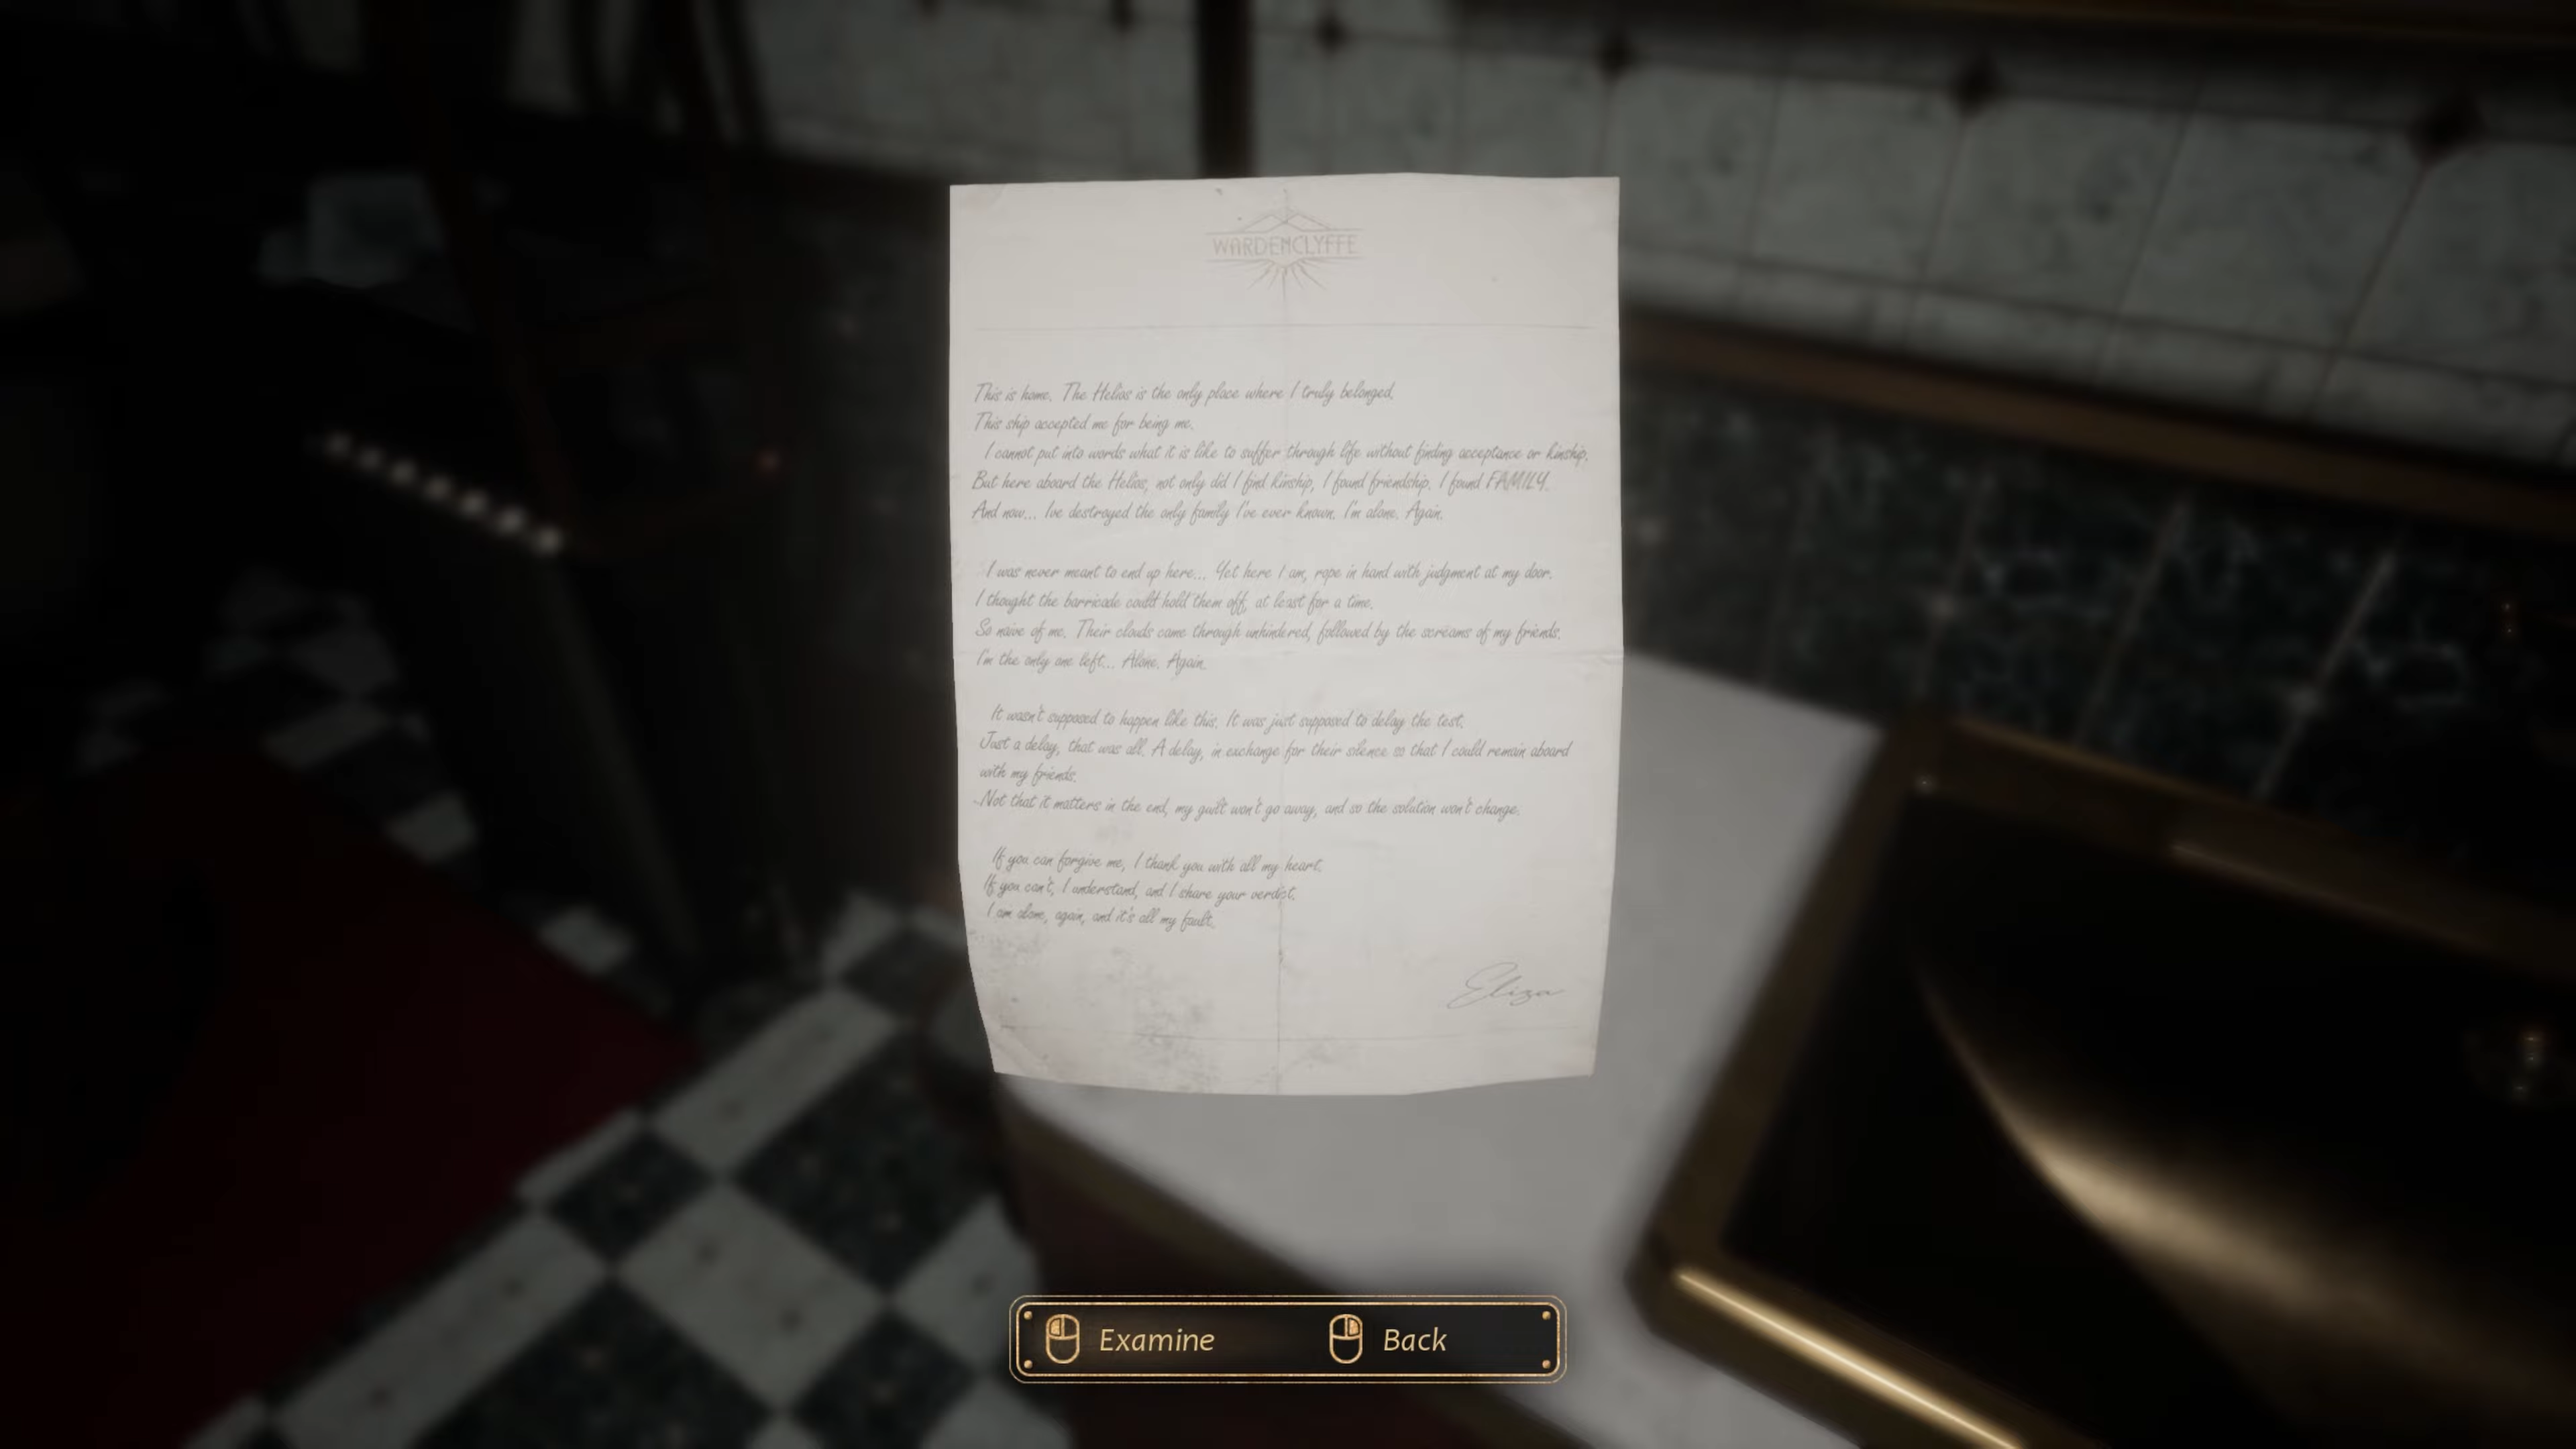 WARDENCLYFFE
This is home. The Helios is the only place where I truly belonged.
This ship accepted me for being me.
I cannot put into words what it is like to suffer through life without finding acceptance or kinship.
But here aboard the Helios, not only did I find kinship, I found friendship. I found FAMILY.
And now... Ive destroyed the only family I've ever known. I'm alone. Again.
I was never meant to end up here... Yet here I am, rope in hand with judgment at my door.
I thought the barricade could hold them off, at least for a time.
So naive of me. Their clouds came through unhindered, followed by the screams of my friends.
I'm the only one left... Alone. Again.
It wasn't supposed to happen like this. It was just supposed to delay the test.
Just a delay, that was all. A delay, in exchange for their silence so that I could remain aboard
with my friends.
Not that it matters in the end, my guilt won't go away, and so the solution won't change.
If you can forgive me, I thank you with all my heart.
If you can't, I understand, and I share your verdict.
I am alone, again, and it's all my fault.
Eliza
Examine Back